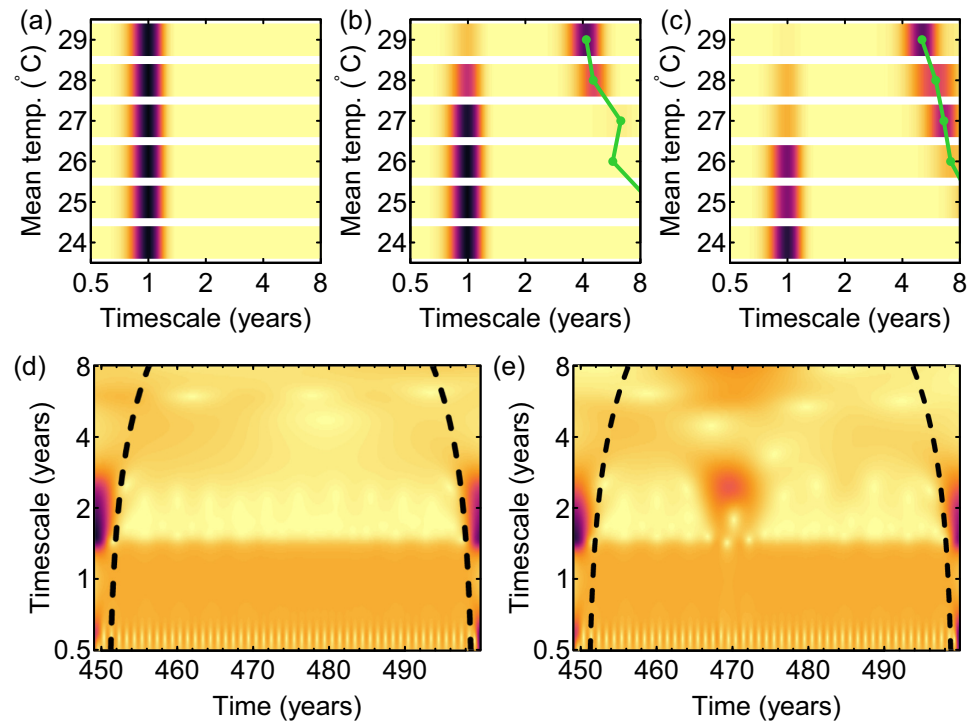 (a)
(b)
(c)
Mean temp. (°C)
29
28
27
26
25
24
0.5 1 2 4 8
Timescale (years)
Mean temp. (°C)
29
28
27
26
25
24
0.5 1 2 4 8
Timescale (years)
Mean temp. (°C)
29
28
27
26
25
24
0.5 1 2 4 8
Timescale (years)
(d)
Timescale (years)
8
4
2
1
0.5
450 460 470 480 490
Time (years)
(e)
Timescale (years)
8
4
2
1
0.5
450 460 470 480 490
Time (years)